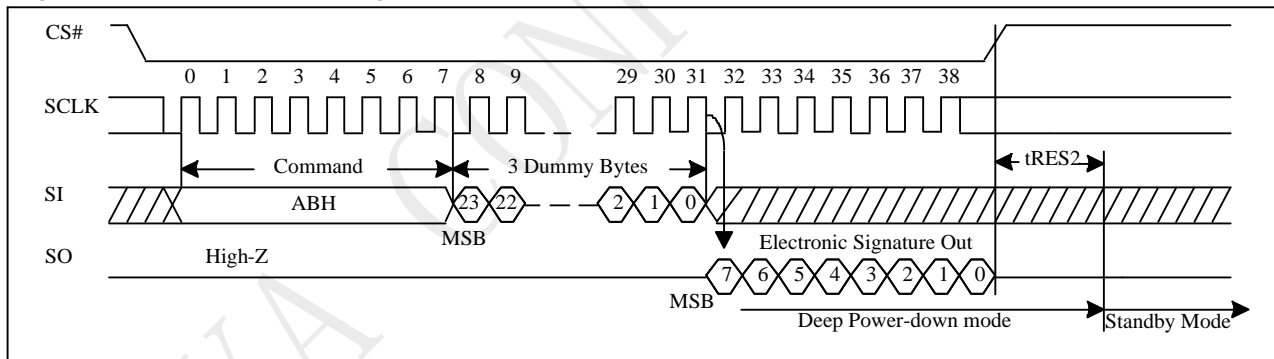 CS#
0 1 2 3 4 5 6 7 8 9 29 30 31 32 33 34 35 36 37 38
SCLK
Command 3 Dummy Bytes tRES2
SI ABH 23 22 2 1 0
MSB
SO High-Z Electronic Signature Out
7 6 5 4 3 2 1 0
MSB
Deep Power-down mode Standby Mode